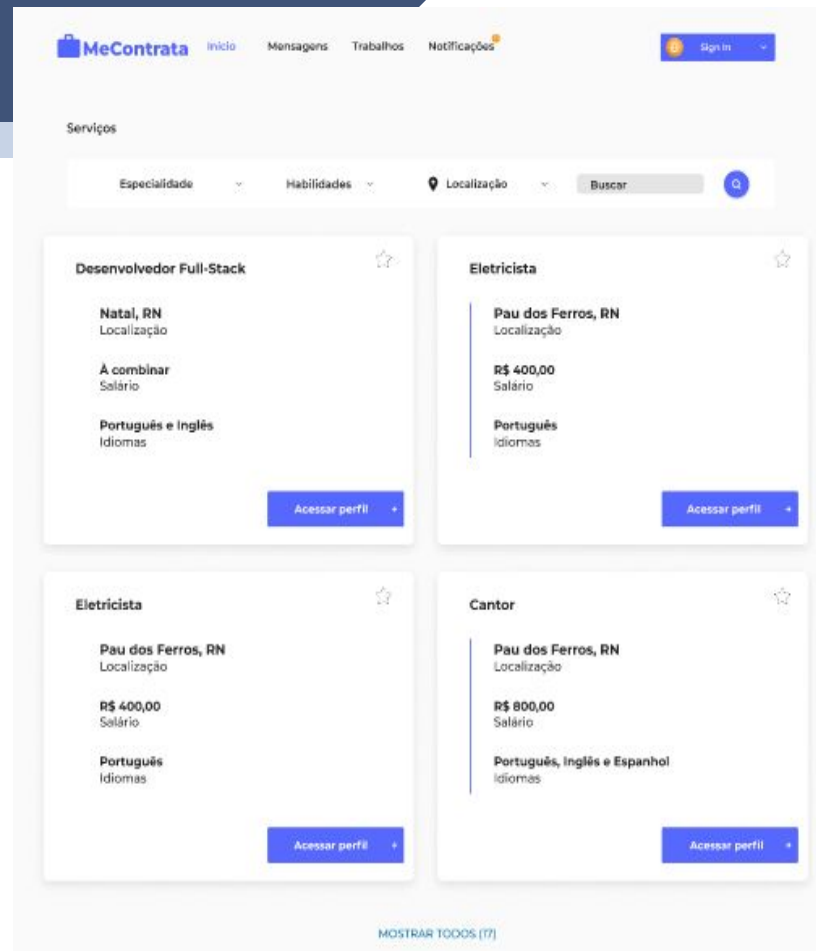 MeContrata Início Mensagens Trabalhos Notificações Sign In
Serviços
Especialidade Habilidades Localização Buscar
Desenvolvedor Full-Stack
Natal, RN
Localização
À combinar
Salário
Português e Inglês
Idiomas
Acessar perfil
Eletricista
Pau dos Ferros, RN
Localização
R$ 400,00
Salário
Português
Idiomas
Acessar perfil
Eletricista
Pau dos Ferros, RN
Localização
R$ 400,00
Salário
Português
Idiomas
Acessar perfil
Cantor
Pau dos Ferros, RN
Localização
R$ 800,00
Salário
Português, Inglês e Espanhol
Idiomas
Acessar perfil
MOSTRAR TODOS (17)